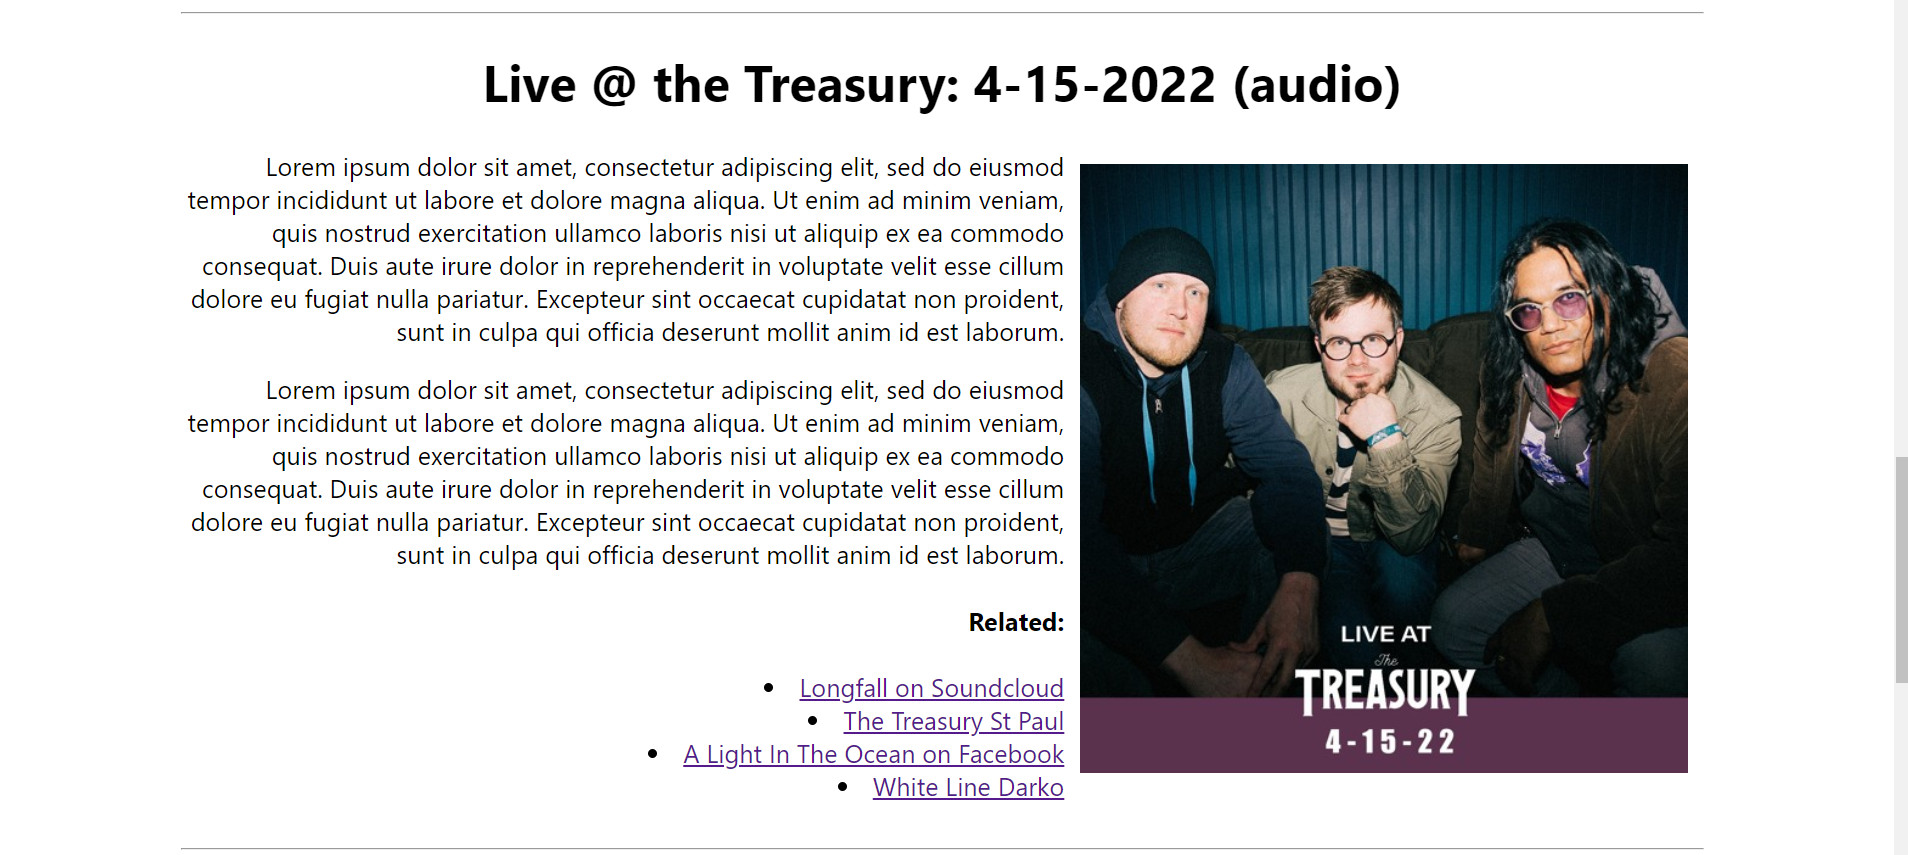 Live @ the Treasury: 4-15-2022 (audio)
Lorem ipsum dolor sit amet, consectetur adipiscing elit, sed do eiusmod
tempor incididunt ut labore et dolore magna aliqua. Ut enim ad minim veniam,
quis nostrud exercitation ullamco laboris nisi ut aliquip ex ea commodo
consequat. Duis aute irure dolor in reprehenderit in voluptate velit esse cillum
dolore eu fugiat nulla pariatur. Excepteur sint occaecat cupidatat non proident,
sunt in culpa qui officia deserunt mollit anim id est laborum.
Lorem ipsum dolor sit amet, consectetur adipiscing elit, sed do eiusmod
tempor incididunt ut labore et dolore magna aliqua. Ut enim ad minim veniam,
quis nostrud exercitation ullamco laboris nisi ut aliquip ex ea commodo
consequat. Duis aute irure dolor in reprehenderit in voluptate velit esse cillum
dolore eu fugiat nulla pariatur. Excepteur sint occaecat cupidatat non proident,
sunt in culpa qui officia deserunt mollit anim id est laborum.
Related:
• Longfall on Soundcloud
• The Treasury St Paul
• A Light In The Ocean on Facebook
• White Line Darko
LIVE AT
The
TREASURY
4-15-22